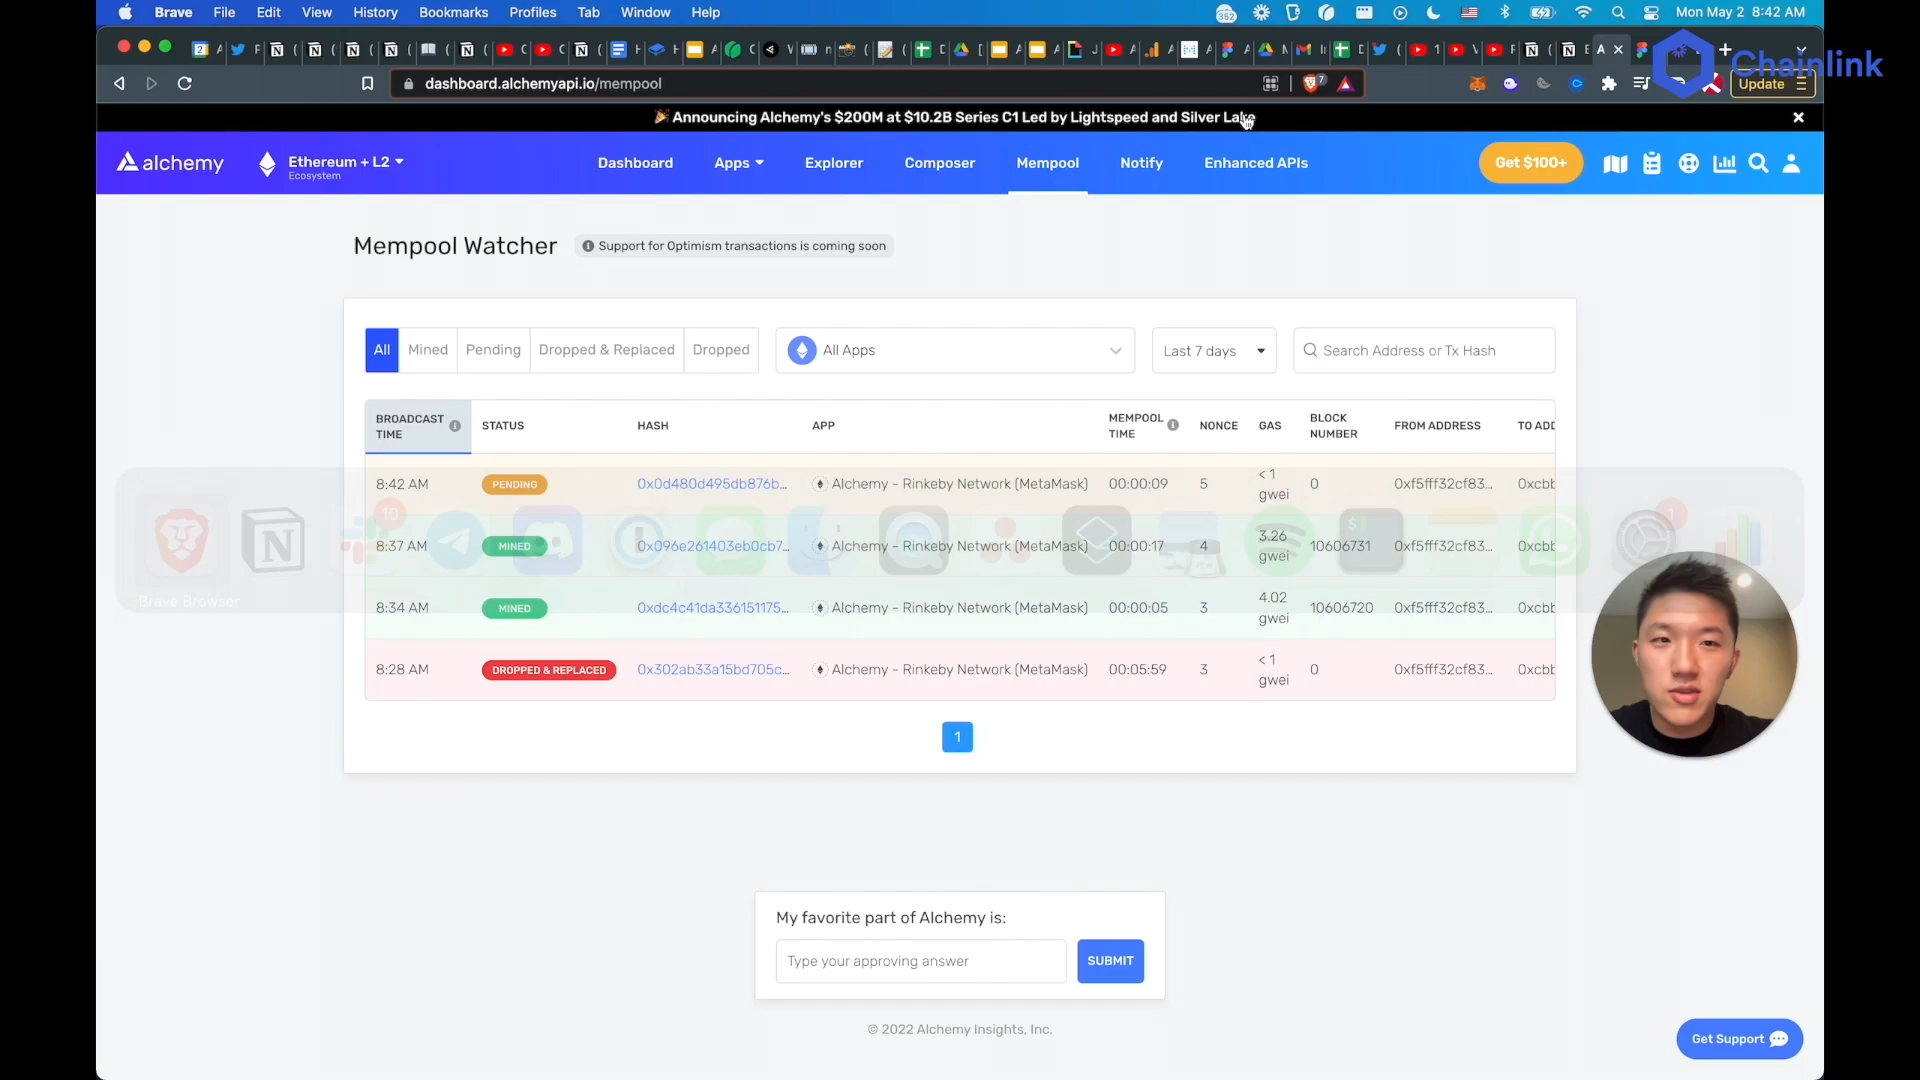 Brave File Edit View History Bookmarks Profiles Tab Window Help
352
Mon May 2 8:42 AM
Chainlink
dashboard.alchemyapi.io/mempool
7
Update
🎉 Announcing Alchemy's $200M at $10.2B Series C1 Led by Lightspeed and Silver Lake
alchemy
Ethereum + L2
Ecosystem
Dashboard Apps Explorer Composer Mempool Notify Enhanced APIs
Get $100+
Mempool Watcher
Support for Optimism transactions is coming soon
All Mined Pending Dropped & Replaced Dropped
All Apps
Last 7 days
Search Address or Tx Hash
BROADCAST TIME STATUS HASH APP MEMPOOL TIME NONCE GAS BLOCK NUMBER FROM ADDRESS TO ADD
8:42 AM PENDING 0x0d480d495db876b... Alchemy - Rinkeby Network (MetaMask) 00:00:09 5 < 1 gwei 0 0xf5fff32cf83... 0xcbb
8:37 AM MINED 0x096e261403eb0cb7... Alchemy - Rinkeby Network (MetaMask) 00:00:17 4 3.26 gwei 10606731 0xf5fff32cf83... 0xcbb
8:34 AM MINED 0xdc4c41da336151175... Alchemy - Rinkeby Network (MetaMask) 00:00:05 3 4.02 gwei 10606720 0xf5fff32cf83... 0xcbb
8:28 AM DROPPED & REPLACED 0x302ab33a15bd705c... Alchemy - Rinkeby Network (MetaMask) 00:05:59 3 < 1 gwei 0 0xf5fff32cf83... 0xcbb
10
1
Brave Browser
1
My favorite part of Alchemy is:
Type your approving answer
SUBMIT
© 2022 Alchemy Insights, Inc.
Get Support